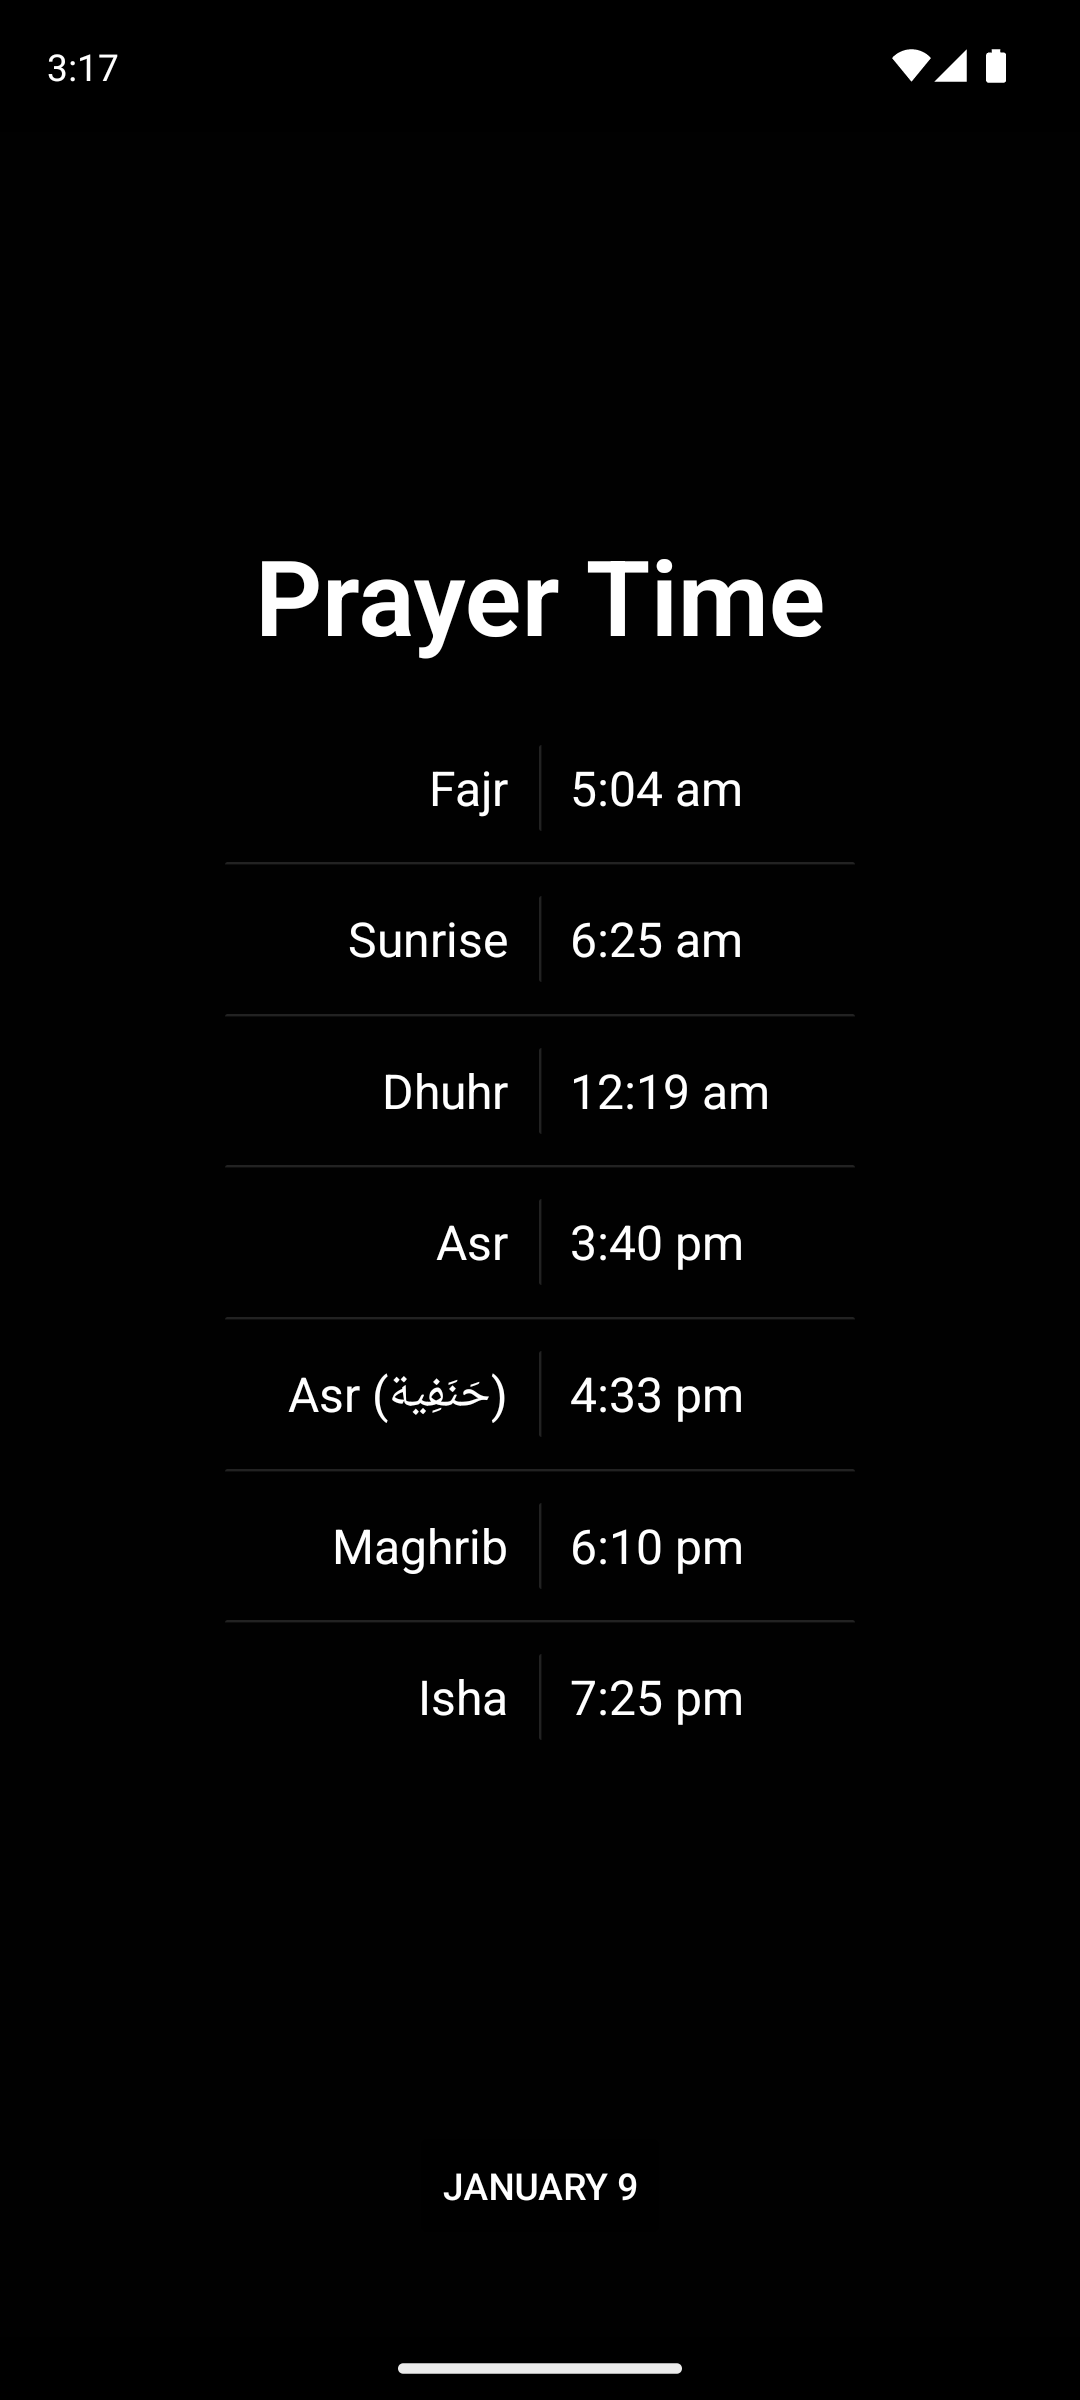 3:17
Prayer Time
Fajr 5:04 am
Sunrise 6:25 am
Dhuhr 12:19 am
Asr 3:40 pm
Asr (حَنَفِية) 4:33 pm
Maghrib 6:10 pm
Isha 7:25 pm
JANUARY 9